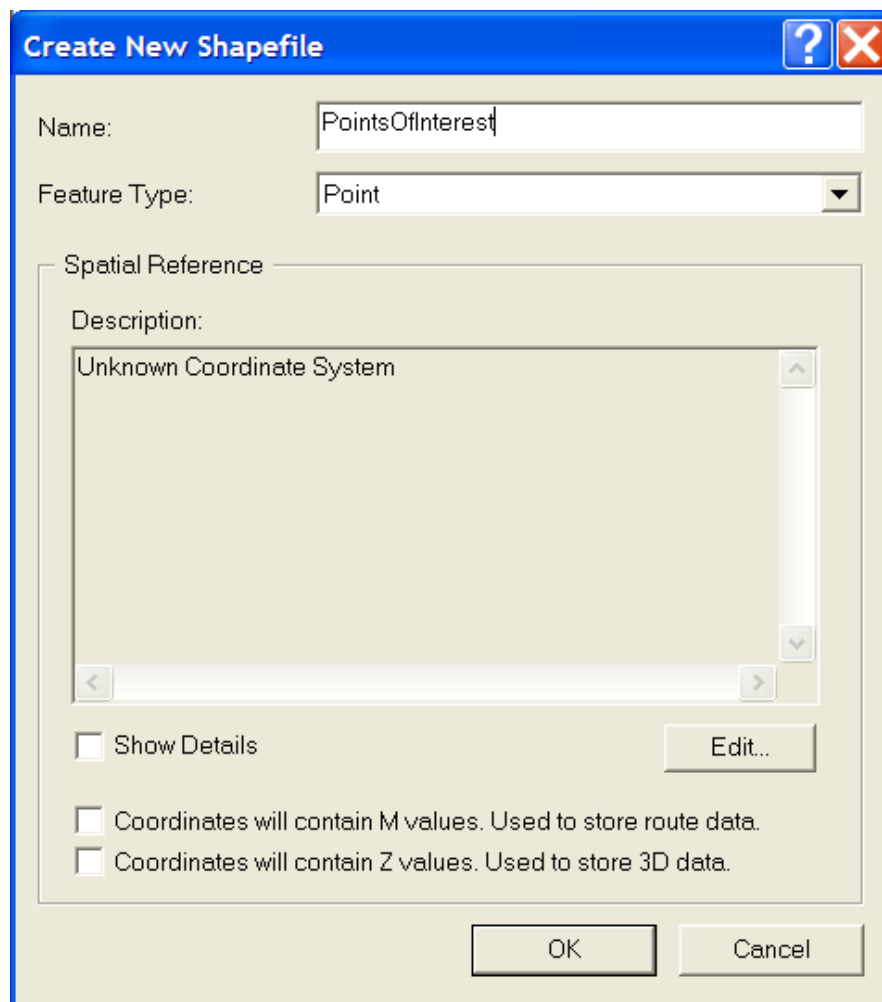 Create New Shapefile
Name:
PointsOfInterest
Feature Type:
Point
Spatial Reference
Description:
Unknown Coordinate System
Show Details
Edit...
Coordinates will contain M values. Used to store route data.
Coordinates will contain Z values. Used to store 3D data.
OK
Cancel